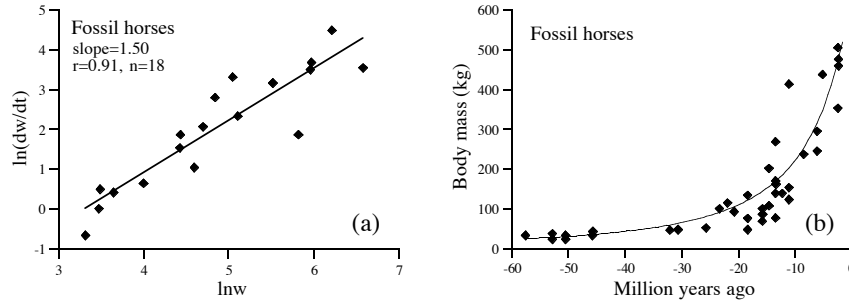 Fossil horses
slope=1.50
r=0.91, n=18
ln(dw/dt)
5
4
3
2
1
0
-1
3
4
5
6
7
lnw
(a)
Fossil horses
Body mass (kg)
600
500
400
300
200
100
0
-60
-50
-40
-30
-20
-10
0
Million years ago
(b)